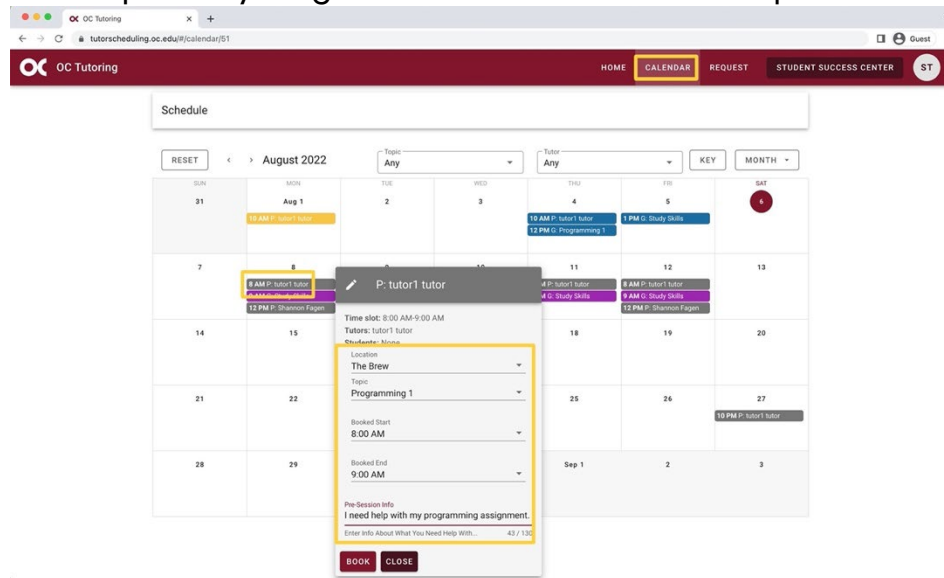 OC Tutoring
tutorscheduling.oc.edu/#/calendar/51
Guest
OC Tutoring
HOME CALENDAR REQUEST STUDENT SUCCESS CENTER ST
Schedule
RESET August 2022 Topic Any Tutor Any KEY MONTH
SUN MON TUE WED THU FRI SAT
31 Aug 1 2 3 4 5 6
10 AM P: tutor1 tutor 10 AM P: tutor1 tutor 1 PM G: Study Skills
12 PM G: Programming 1
7 8 11 12 13
8 AM P: tutor1 tutor P: tutor1 tutor 8 AM P: tutor1 tutor
G: Study Skills 9 AM G: Study Skills
12 PM P: Shannon Fagen 12 PM P: Shannon Fagen
14 15 18 19 20
21 22 25 26 27
10 PM P: tutor1 tutor
28 29 Sep 1 2 3
P: tutor1 tutor
Time slot: 8:00 AM-9:00 AM
Tutors: tutor1 tutor
Students: None
Location
The Brew
Topic
Programming 1
Booked Start
8:00 AM
Booked End
9:00 AM
Pre-Session Info
I need help with my programming assignment.
Enter Info About What You Need Help With... 43 / 130
BOOK CLOSE